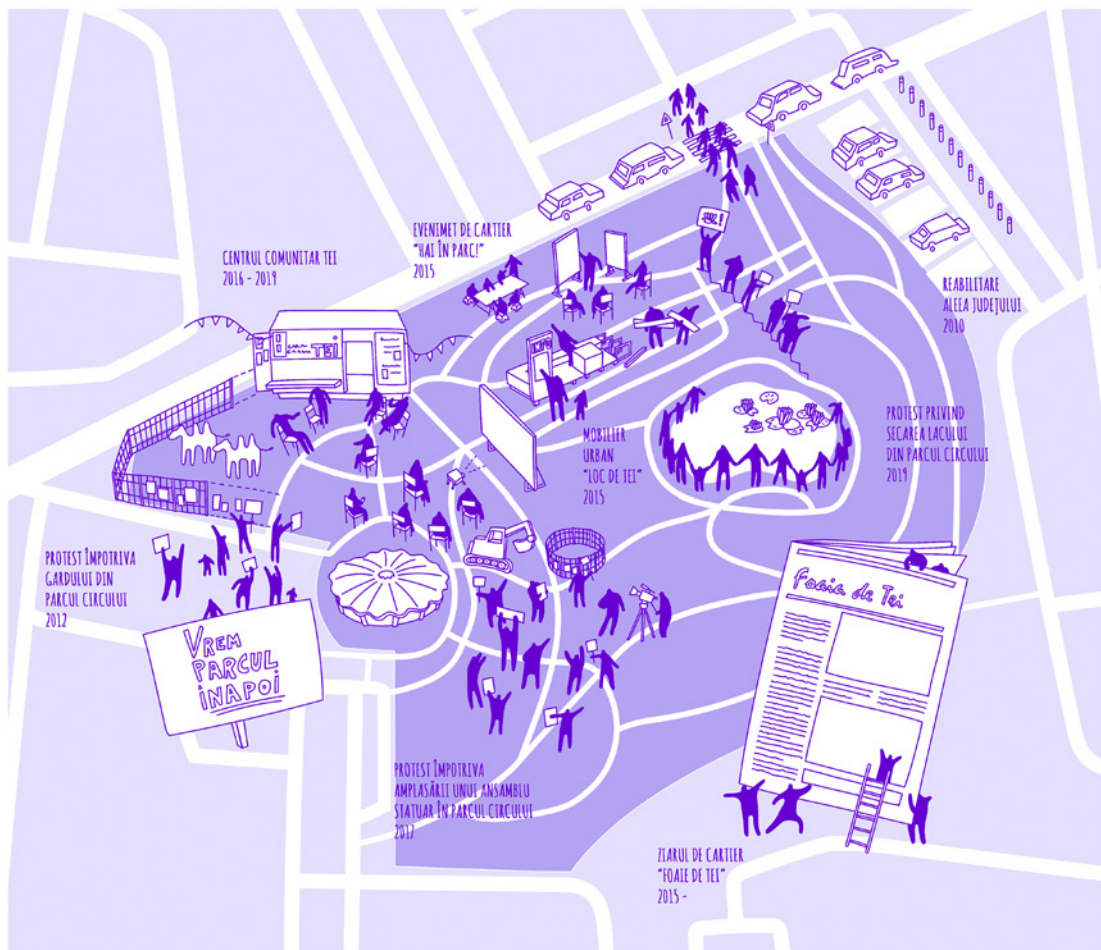 CENTRUL COMUNITAR TEI
2016 - 2019
EVENIMET DE CARTIER
"HAI ÎN PARC!"
2015
REABILITARE
ALEEA JUDEȚULUI
2010
TEI
INFO
MOBILIER
URBAN
"LOC DE TEI"
2015
PROTEST PRIVIND
SECAREA LACULUI
DIN PARCUL CIRCULUI
2019
PROTEST ÎMPOTRIVA
GARDULUI DIN
PARCUL CIRCULUI
2012
VREM
PARCUL
ÎNAPOI
Foaia de Tei
PROTEST ÎMPOTRIVA
AMPLASĂRII UNUI ANSAMBLU
STATUAR ÎN PARCUL CIRCULUI
2017
ZIARUL DE CARTIER
"FOAIE DE TEI"
2015 -